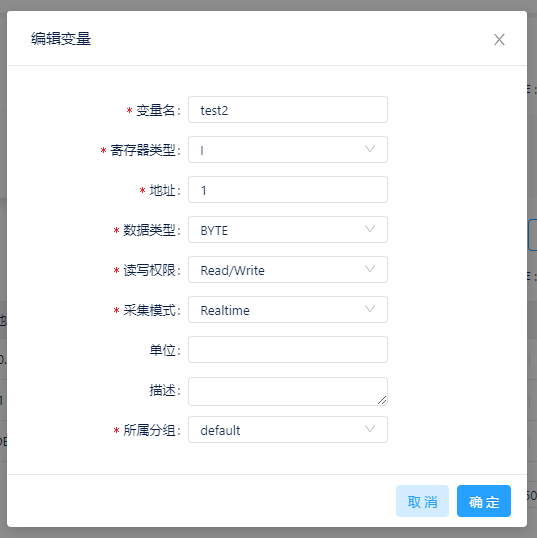 编辑变量
* 变量名: test2
* 寄存器类型: I
* 地址: 1
* 数据类型: BYTE
* 读写权限: Read/Write
* 采集模式: Realtime
单位:
描述:
* 所属分组: default
取 消 确 定